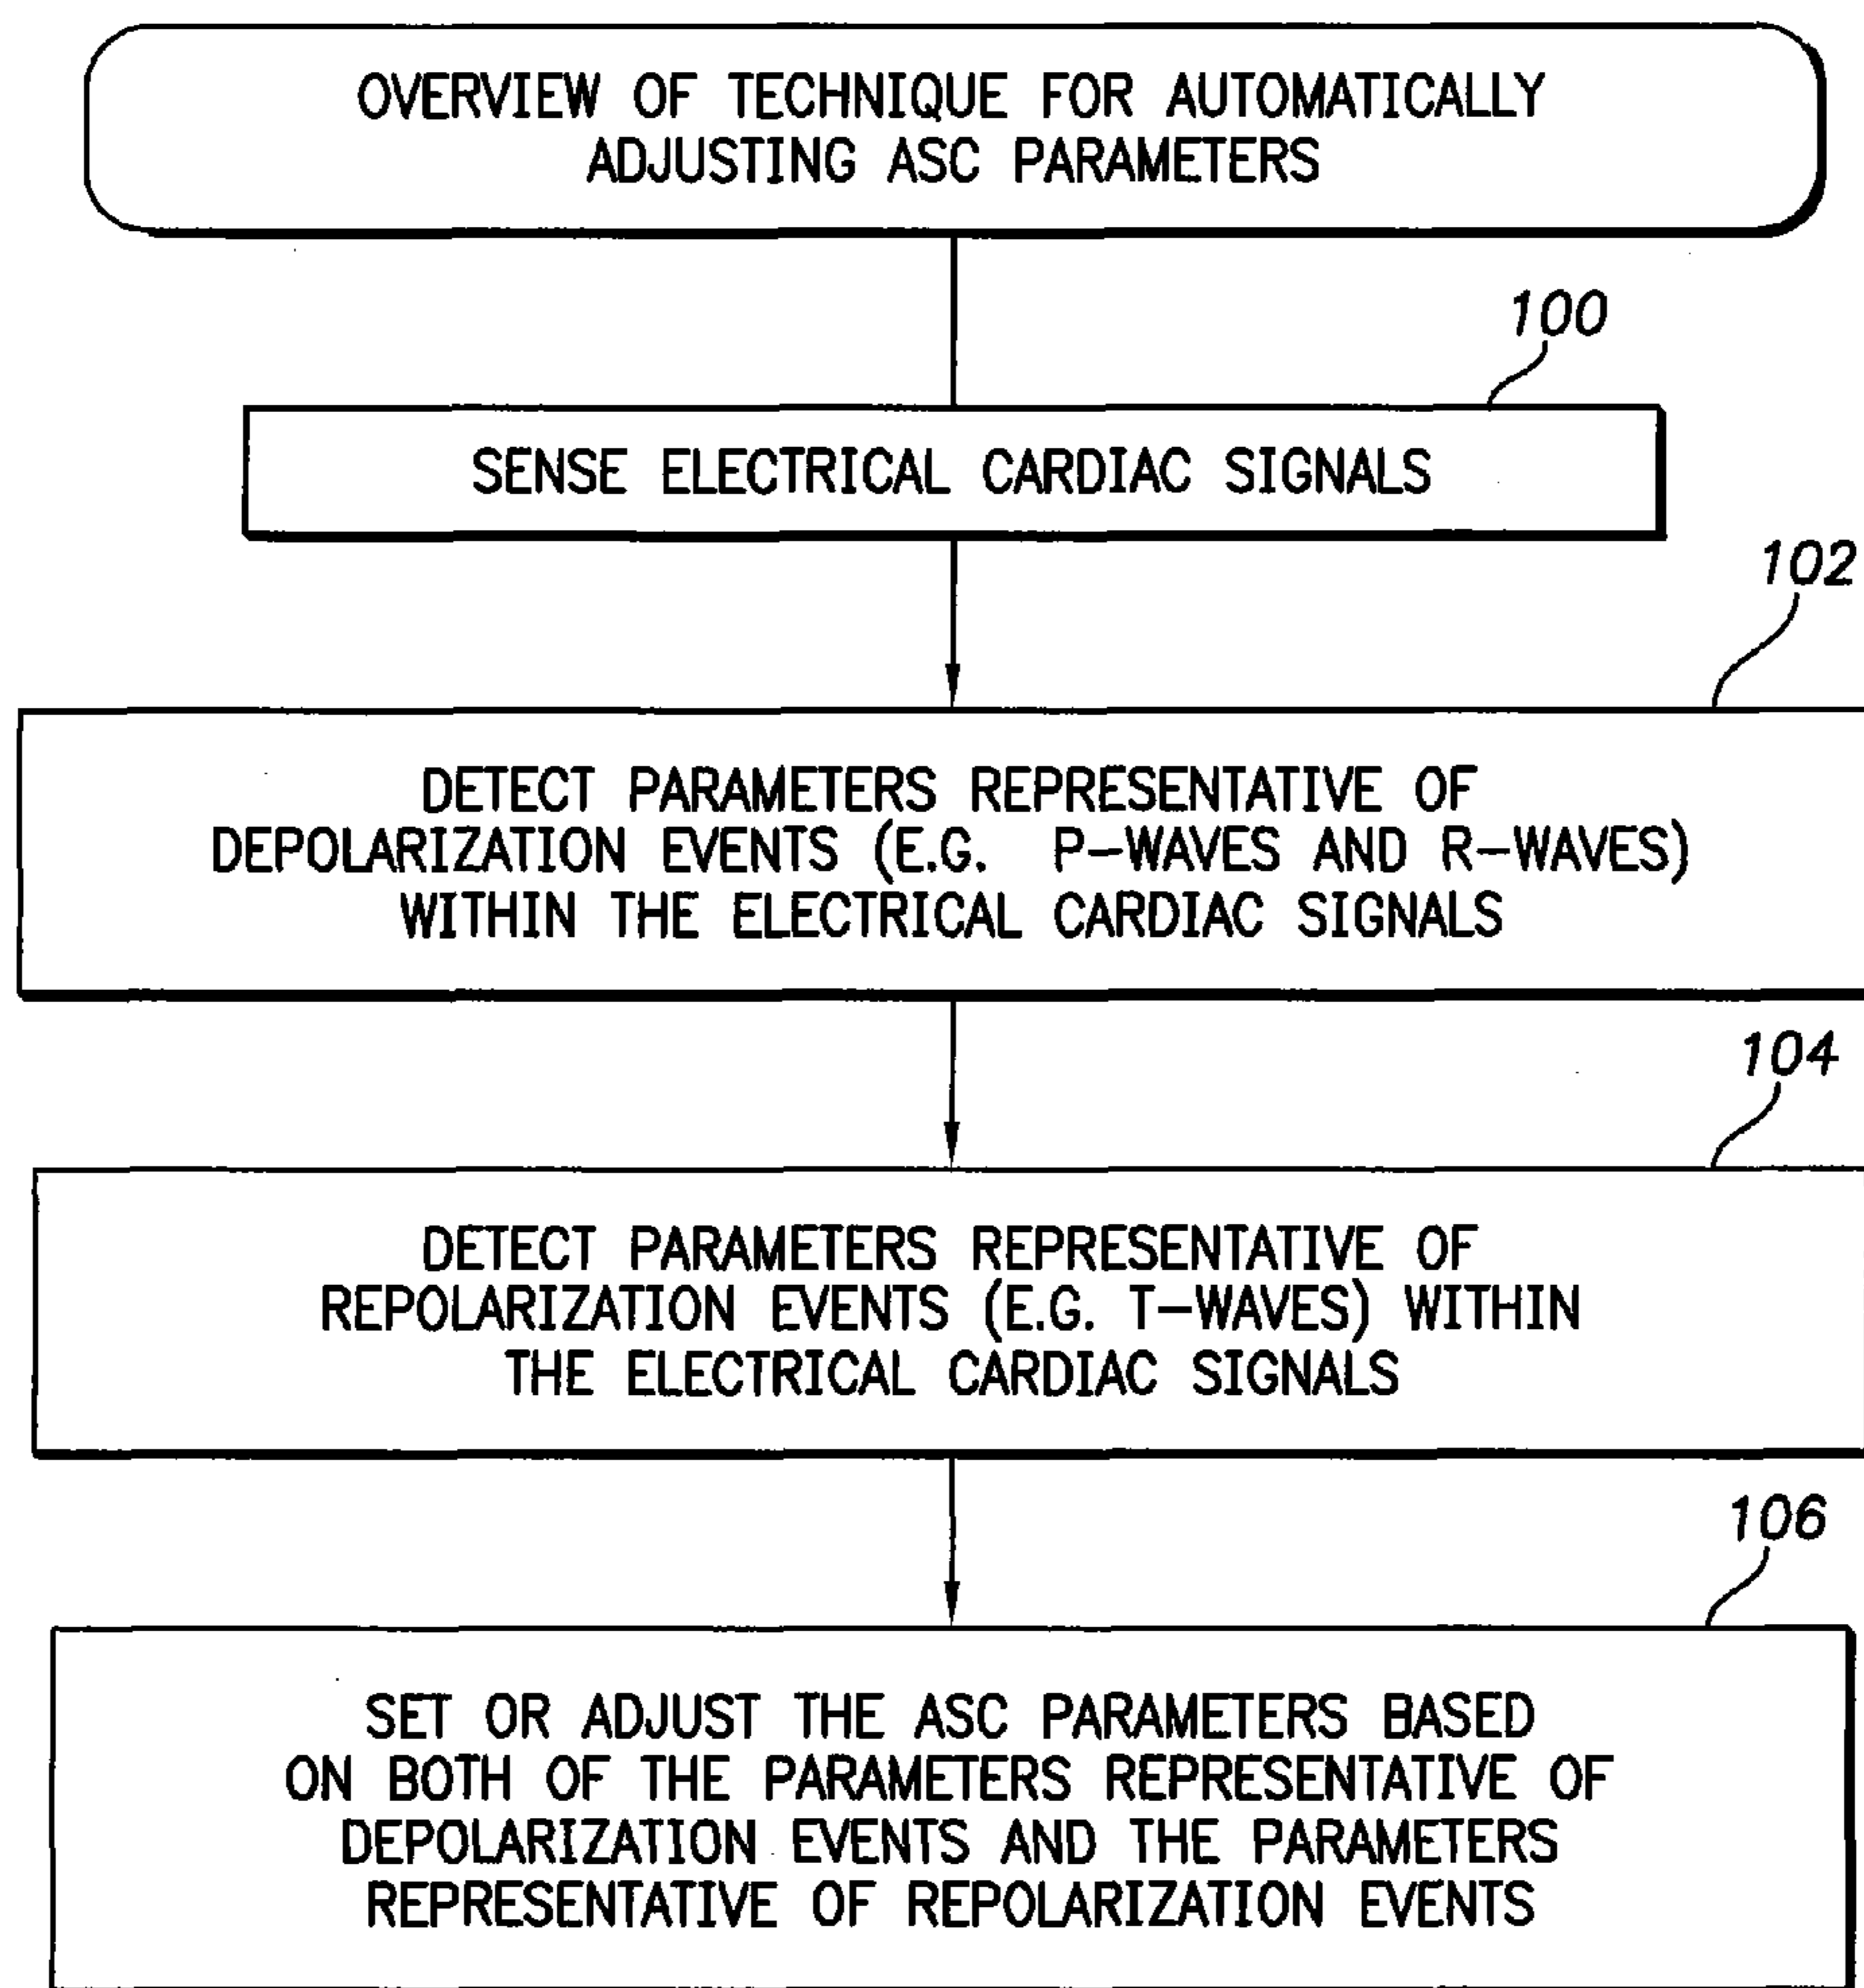 OVERVIEW OF TECHNIQUE FOR AUTOMATICALLY
ADJUSTING ASC PARAMETERS
100
SENSE ELECTRICAL CARDIAC SIGNALS
102
DETECT PARAMETERS REPRESENTATIVE OF
DEPOLARIZATION EVENTS (E.G. P-WAVES AND R-WAVES)
WITHIN THE ELECTRICAL CARDIAC SIGNALS
104
DETECT PARAMETERS REPRESENTATIVE OF
REPOLARIZATION EVENTS (E.G. T-WAVES) WITHIN
THE ELECTRICAL CARDIAC SIGNALS
106
SET OR ADJUST THE ASC PARAMETERS BASED
ON BOTH OF THE PARAMETERS REPRESENTATIVE OF
DEPOLARIZATION EVENTS AND THE PARAMETERS
REPRESENTATIVE OF REPOLARIZATION EVENTS